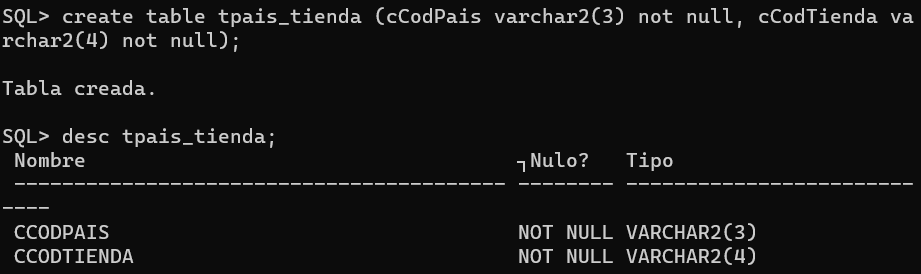 SQL> create table tpais_tienda (cCodPais varchar2(3) not null, cCodTienda va
rchar2(4) not null);
Tabla creada.
SQL> desc tpais_tienda;
Nombre ┐Nulo? Tipo
----------------------------------------- -------- ------------------------
----
CCODPAIS NOT NULL VARCHAR2(3)
CCODTIENDA NOT NULL VARCHAR2(4)